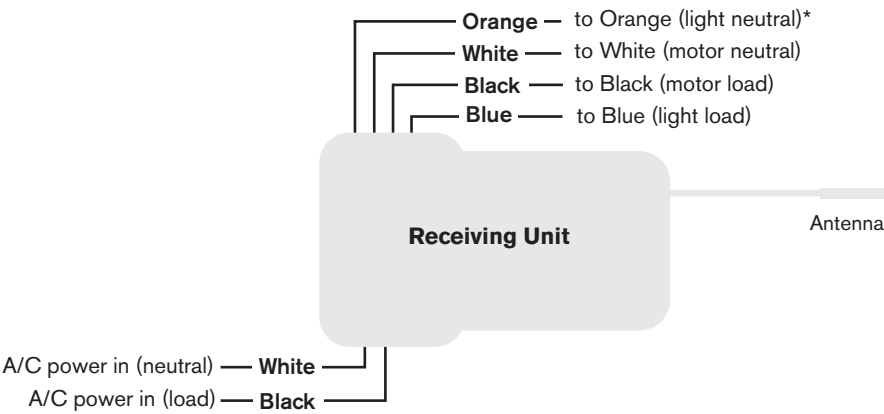 Orange to Orange (light neutral)*
White to White (motor neutral)
Black to Black (motor load)
Blue to Blue (light load)
Receiving Unit
Antenna
A/C power in (neutral) White
A/C power in (load) Black